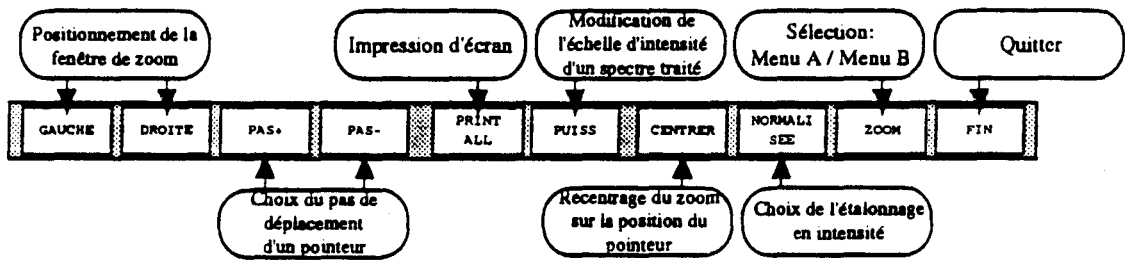 Positionnement de la
fenêtre de zoom
Impression d'écran
Modification de
l'échelle d'intensité
d'un spectre traité
Sélection:
Menu A / Menu B
Quitter
GAUCHE
DROITE
PAS+
PAS-
PRINT
ALL
PUISS
CENTRER
NORMALI
SEE
ZOOM
FIN
Choix du pas de
déplacement
d'un pointeur
Recentrage du zoom
sur la position du
pointeur
Choix de l'étalonnage
en intensité